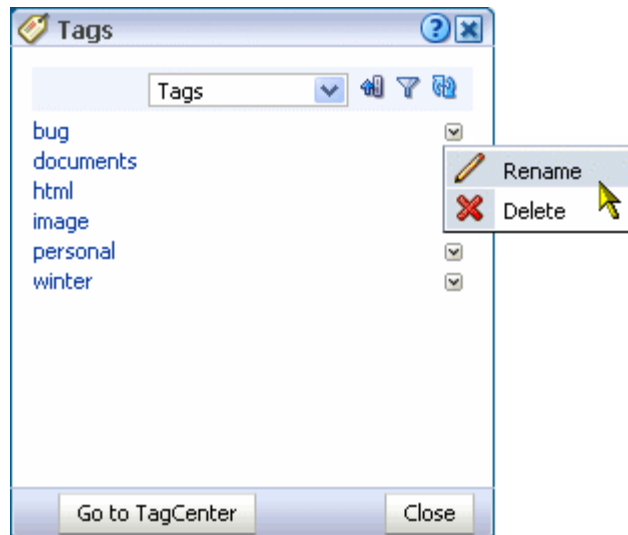 Tags
Tags
bug
documents
Rename
html
Delete
image
personal
winter
Go to TagCenter
Close